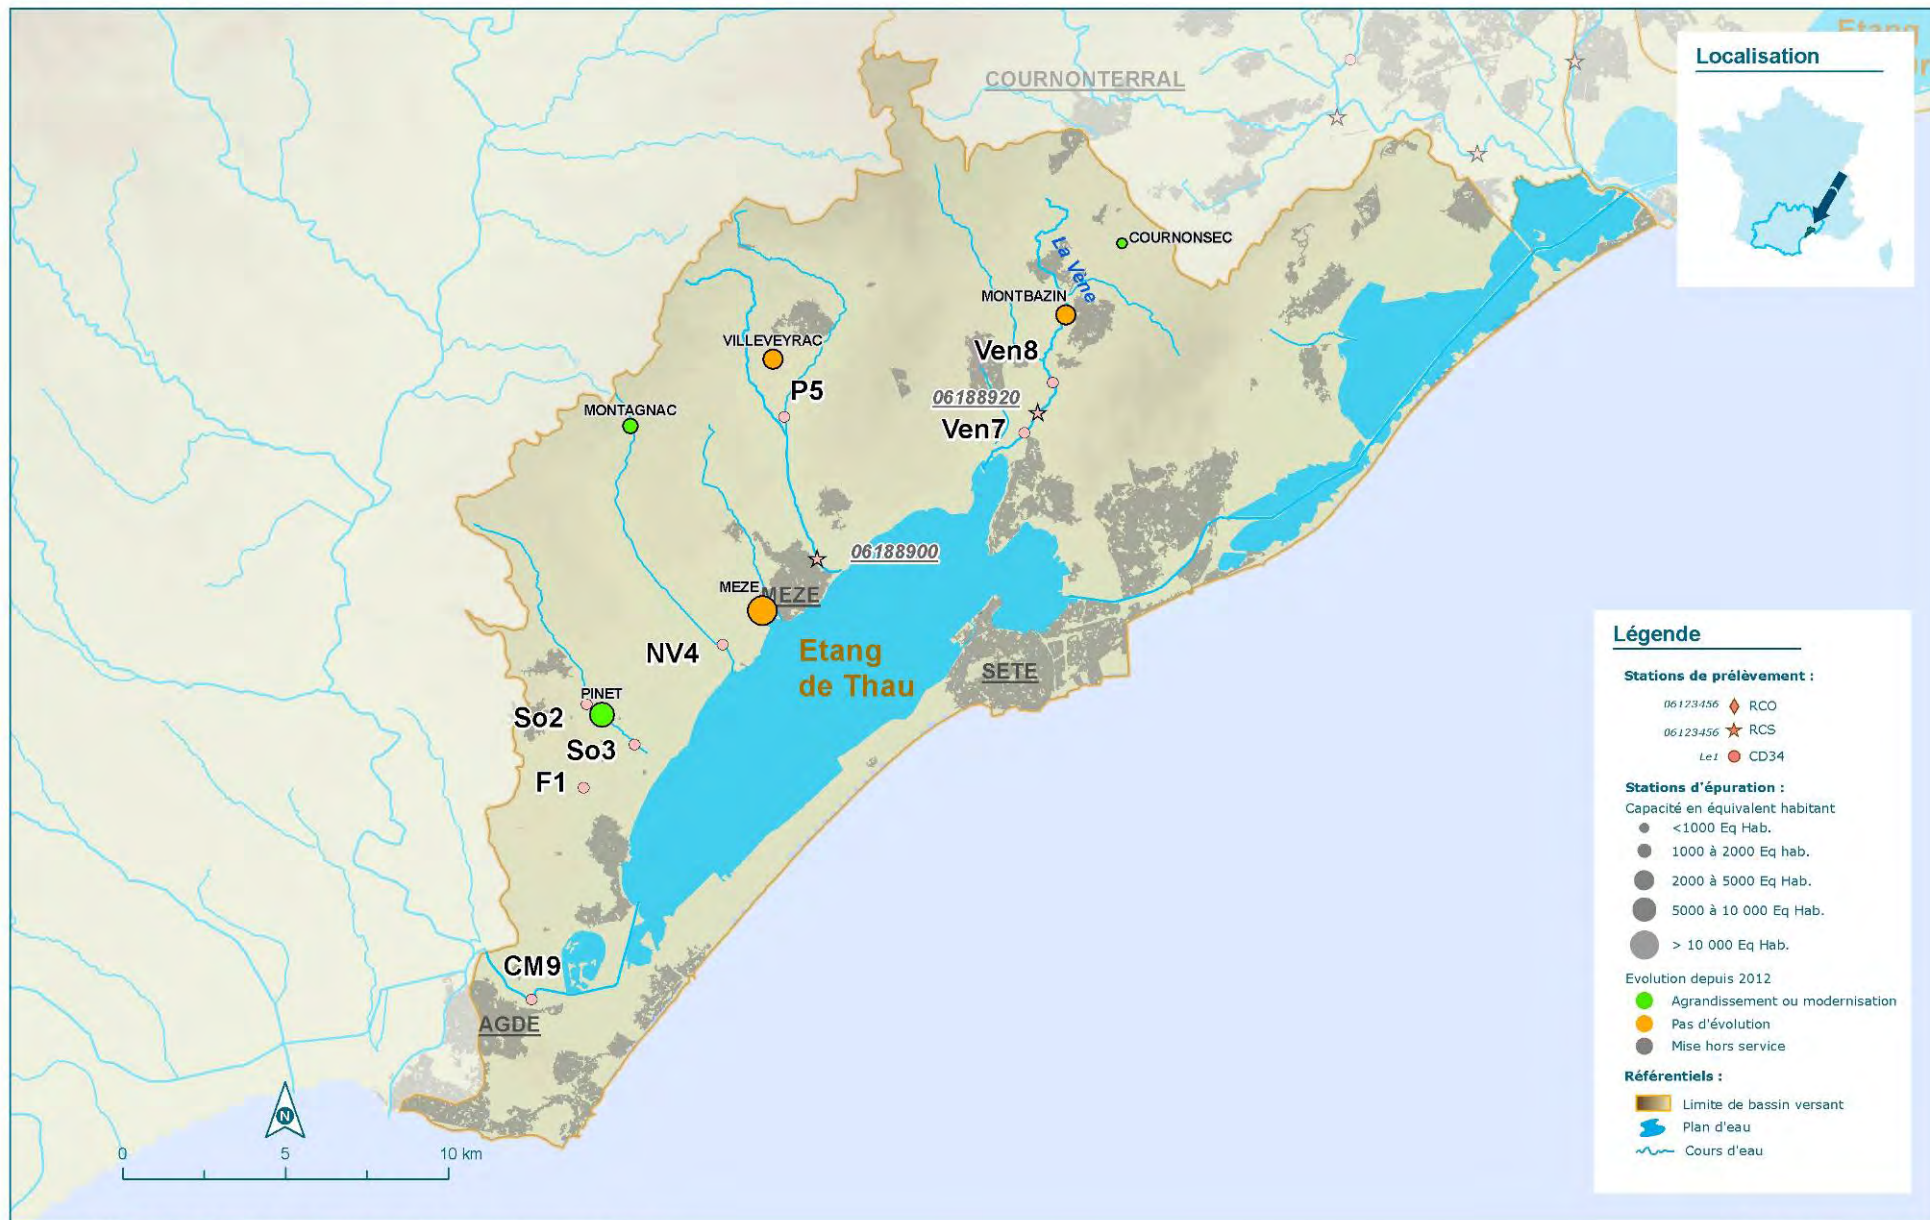 Etang
COURNONTERRAL
Localisation
COURNONSEC
La Vène
MONTBAZIN
VILLEVEYRAC
Ven8
P5
06188920
MONTAGNAC
Ven7
06188900
MEZE
MEZE
NV4
Etang
de Thau
SETE
PINET
So2
So3
F1
CM9
AGDE
N
0 5 10 km
Légende
Stations de prélèvement :
06123456 RCO
06123456 RCS
Le1 CD34
Stations d'épuration :
Capacité en équivalent habitant
<1000 Eq Hab.
1000 à 2000 Eq hab.
2000 à 5000 Eq Hab.
5000 à 10 000 Eq Hab.
> 10 000 Eq Hab.
Evolution depuis 2012
Agrandissement ou modernisation
Pas d'évolution
Mise hors service
Référentiels :
Limite de bassin versant
Plan d'eau
Cours d'eau